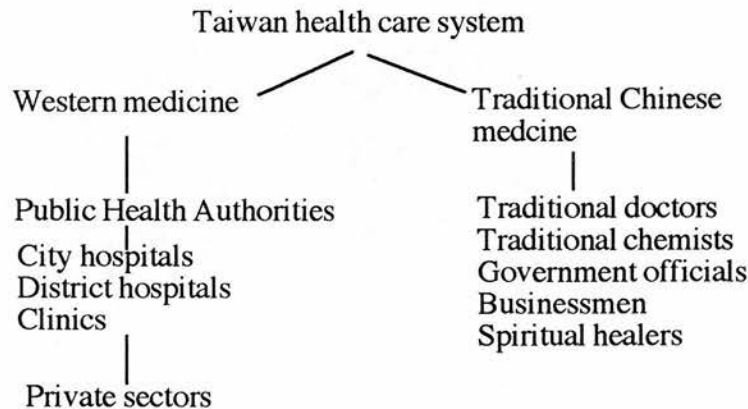 Taiwan health care system
Western medicine
Traditional Chinese
medcine
Public Health Authorities
City hospitals
District hospitals
Clinics
Private sectors
Traditional doctors
Traditional chemists
Government officials
Businessmen
Spiritual healers